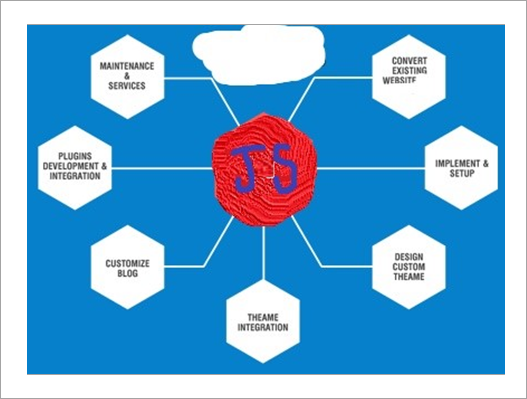 MAINTENANCE
&
SERVICES
CONVERT
EXISTING
WEBSITE
PLUGINS
DEVELOPMENT &
INTEGRATION
JS
IMPLEMENT &
SETUP
CUSTOMIZE
BLOG
DESIGN
CUSTOM
THEAME
THEAME
INTEGRATION